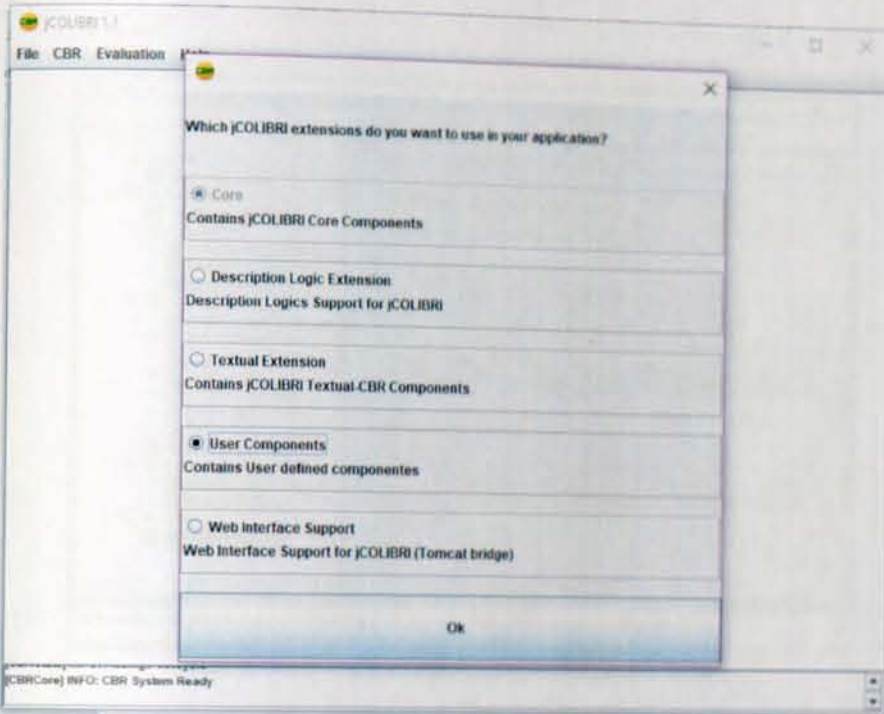 jCOLIBRI 1.1
File CBR Evaluation
Which jCOLIBRI extensions do you want to use in your application?
Core
Contains jCOLIBRI Core Components
Description Logic Extension
Description Logics Support for jCOLIBRI
Textual Extension
Contains jCOLIBRI Textual-CBR Components
User Components
Contains User defined componentes
Web Interface Support
Web Interface Support for jCOLIBRI (Tomcat bridge)
Ok
[CBRCore] INFO: CBR System Ready